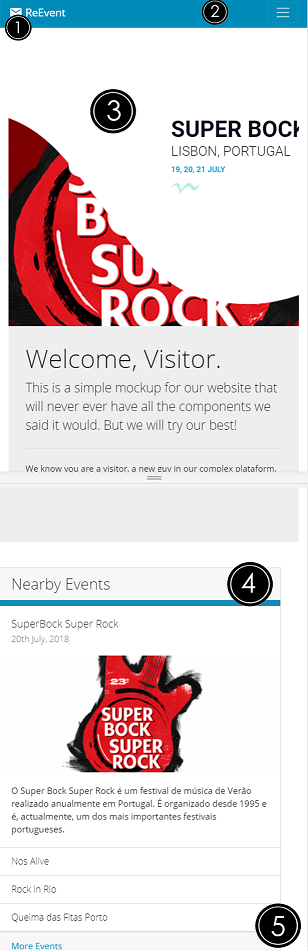 ReEvent
1
2
3
SUPER BOCK
LISBON, PORTUGAL
19, 20, 21 JULY
BO
SU
ROCK
Welcome, Visitor.
This is a simple mockup for our website that
will never ever have all the components we
said it would. But we will try our best!
We know you are a visitor, a new guy in our complex plataform.
Nearby Events
4
SuperBock Super Rock
20th July, 2018
23
SUPER
BOCK
SUPER
ROCK
O Super Bock Super Rock é um festival de música de Verão
realizado anualmente em Portugal. É organizado desde 1995 e
é, actualmente, um dos mais importantes festivais
portugueses.
Nos Alive
Rock in Rio
Queima das Fitas Porto
5
More Events